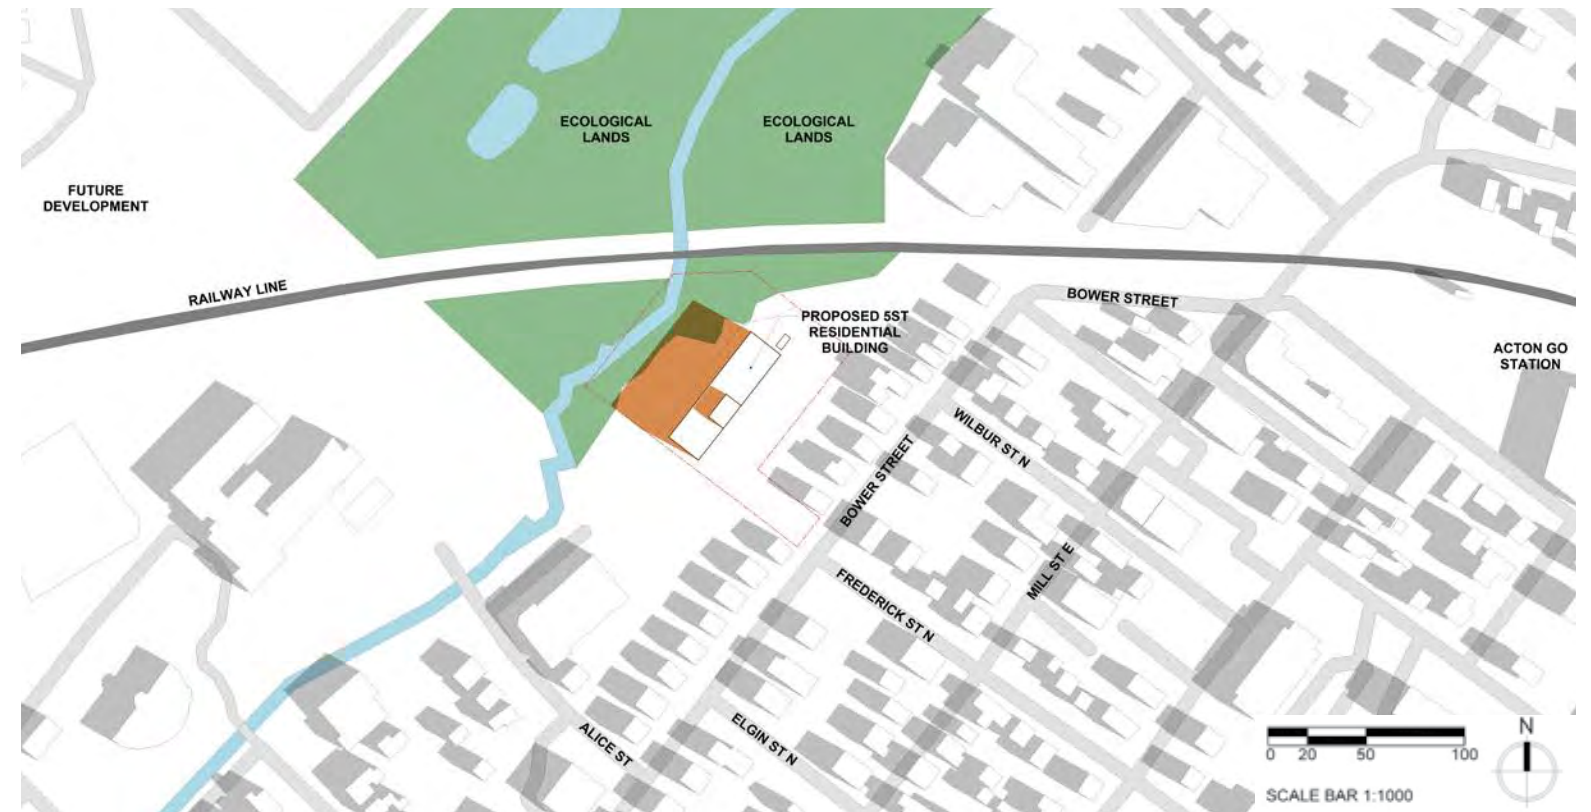 ECOLOGICAL
LANDS
ECOLOGICAL
LANDS
FUTURE
DEVELOPMENT
RAILWAY LINE
BOWER STREET
PROPOSED 5ST
RESIDENTIAL
BUILDING
ACTON GO
STATION
WILBUR ST N
BOWER STREET
MILL ST E
FREDERICK ST N
ELGIN ST N
ALICE ST
N
0 20 50 100
SCALE BAR 1:1000